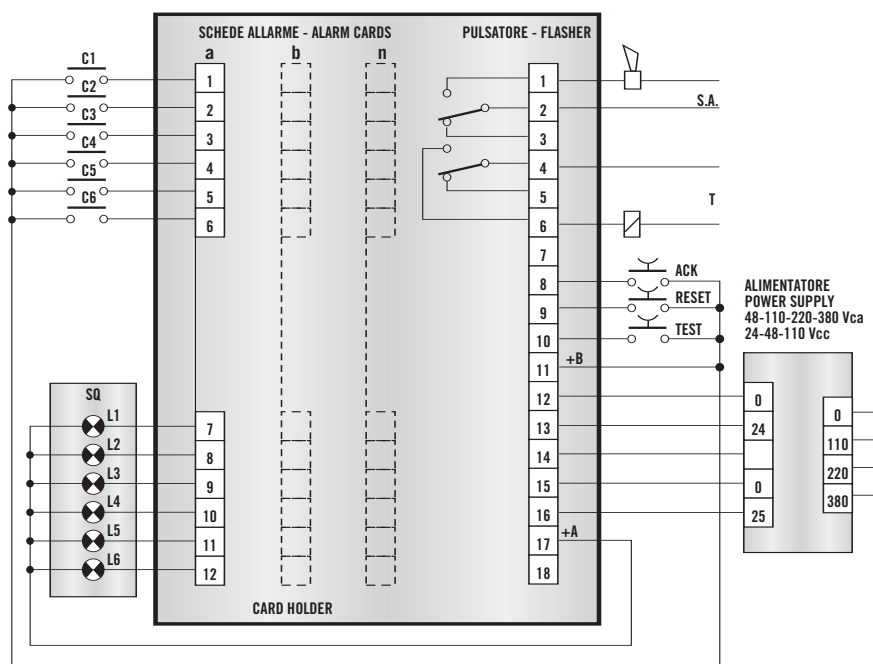 SCHEDE ALLARME - ALARM CARDS
PULSATORE - FLASHER
a b n
C1
C2
C3
C4
C5
C6
1
2
3
4
5
6
7
8
9
10
11
12
1
2
3
4
5
6
7
8
9
10
11
12
13
14
15
16
17
18
S.A.
T
ACK
RESET
TEST
+B
+A
ALIMENTATORE
POWER SUPPLY
48-110-220-380 Vca
24-48-110 Vcc
0
24
0
25
0
110
220
380
SQ
L1
L2
L3
L4
L5
L6
CARD HOLDER